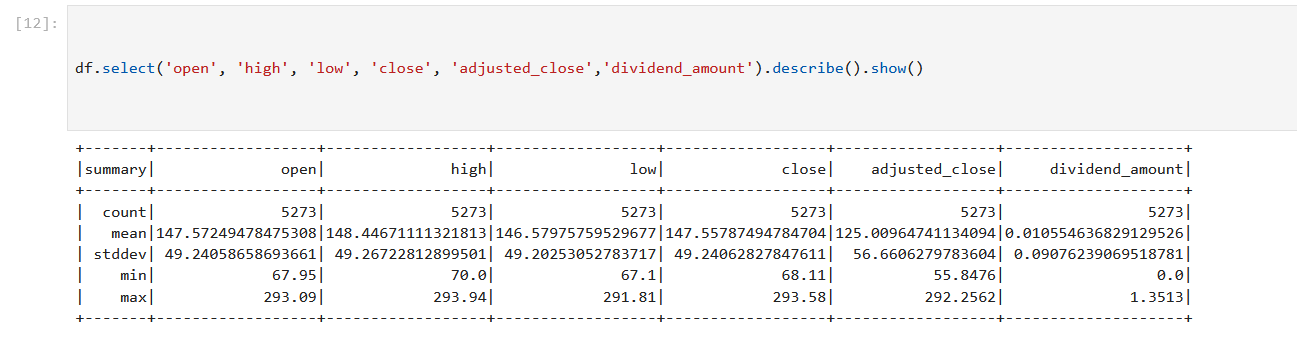 [12]:
df.select('open', 'high', 'low', 'close', 'adjusted_close','dividend_amount').describe().show()
+-------+-----------------+-----------------+-----------------+-----------------+-----------------+--------------------+
|summary|             open|             high|              low|            close|   adjusted_close|     dividend_amount|
+-------+-----------------+-----------------+-----------------+-----------------+-----------------+--------------------+
|  count|             5273|             5273|             5273|             5273|             5273|                5273|
|   mean|147.57249478475308|148.44671111321813|146.57975759529677|147.55787494784704|125.00964741134094|0.010554636829129526|
| stddev| 49.24058658693661| 49.26722812899501| 49.20253052783717| 49.24062827847611| 56.6606279783604| 0.09076239069518781|
|    min|            67.95|             70.0|             67.1|            68.11|          55.8476|                 0.0|
|    max|           293.09|           293.94|           291.81|           293.58|         292.2562|              1.3513|
+-------+-----------------+-----------------+-----------------+-----------------+-----------------+--------------------+